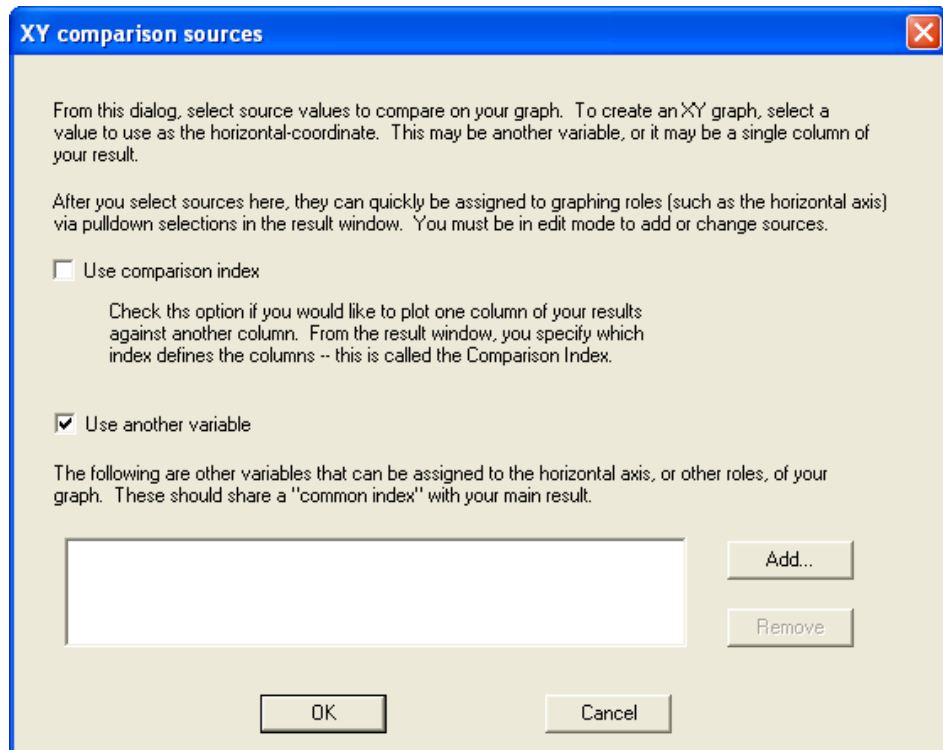 XY comparison sources
From this dialog, select source values to compare on your graph.  To create an XY graph, select a
value to use as the horizontal-coordinate.  This may be another variable, or it may be a single column of
your result.
After you select sources here, they can quickly be assigned to graphing roles (such as the horizontal axis)
via pulldown selections in the result window.  You must be in edit mode to add or change sources.
Use comparison index
Check ths option if you would like to plot one column of your results
against another column.  From the result window, you specify which
index defines the columns -- this is called the Comparison Index.
Use another variable
The following are other variables that can be assigned to the horizontal axis, or other roles, of your
graph.  These should share a "common index" with your main result.
Add...
Remove
OK
Cancel